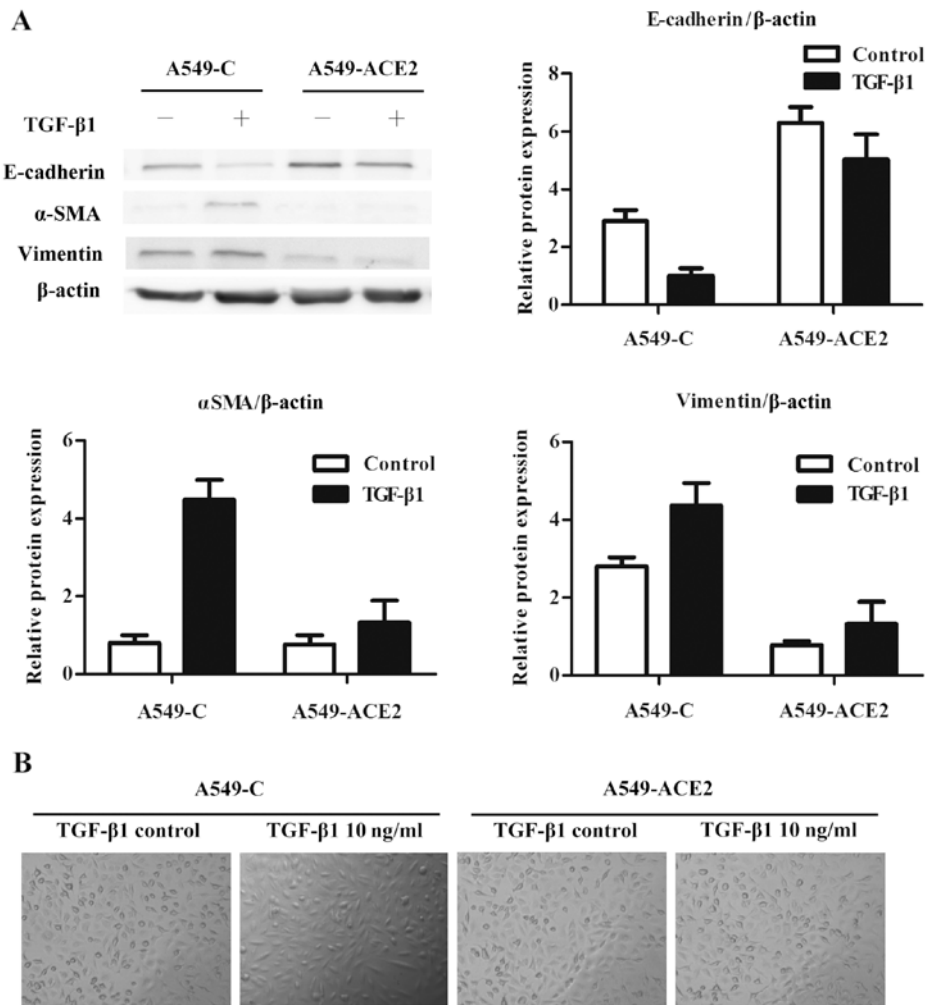 A
A549-C A549-ACE2
TGF-β1 − + − +
E-cadherin
α-SMA
Vimentin
β-actin
E-cadherin/β-actin
Control
TGF-β1
Relative protein expression
8
6
4
2
0
A549-C A549-ACE2
αSMA/β-actin
Control
TGF-β1
Relative protein expression
6
4
2
0
A549-C A549-ACE2
Vimentin/β-actin
Control
TGF-β1
Relative protein expression
6
4
2
0
A549-C A549-ACE2
B
A549-C A549-ACE2
TGF-β1 control TGF-β1 10 ng/ml TGF-β1 control TGF-β1 10 ng/ml